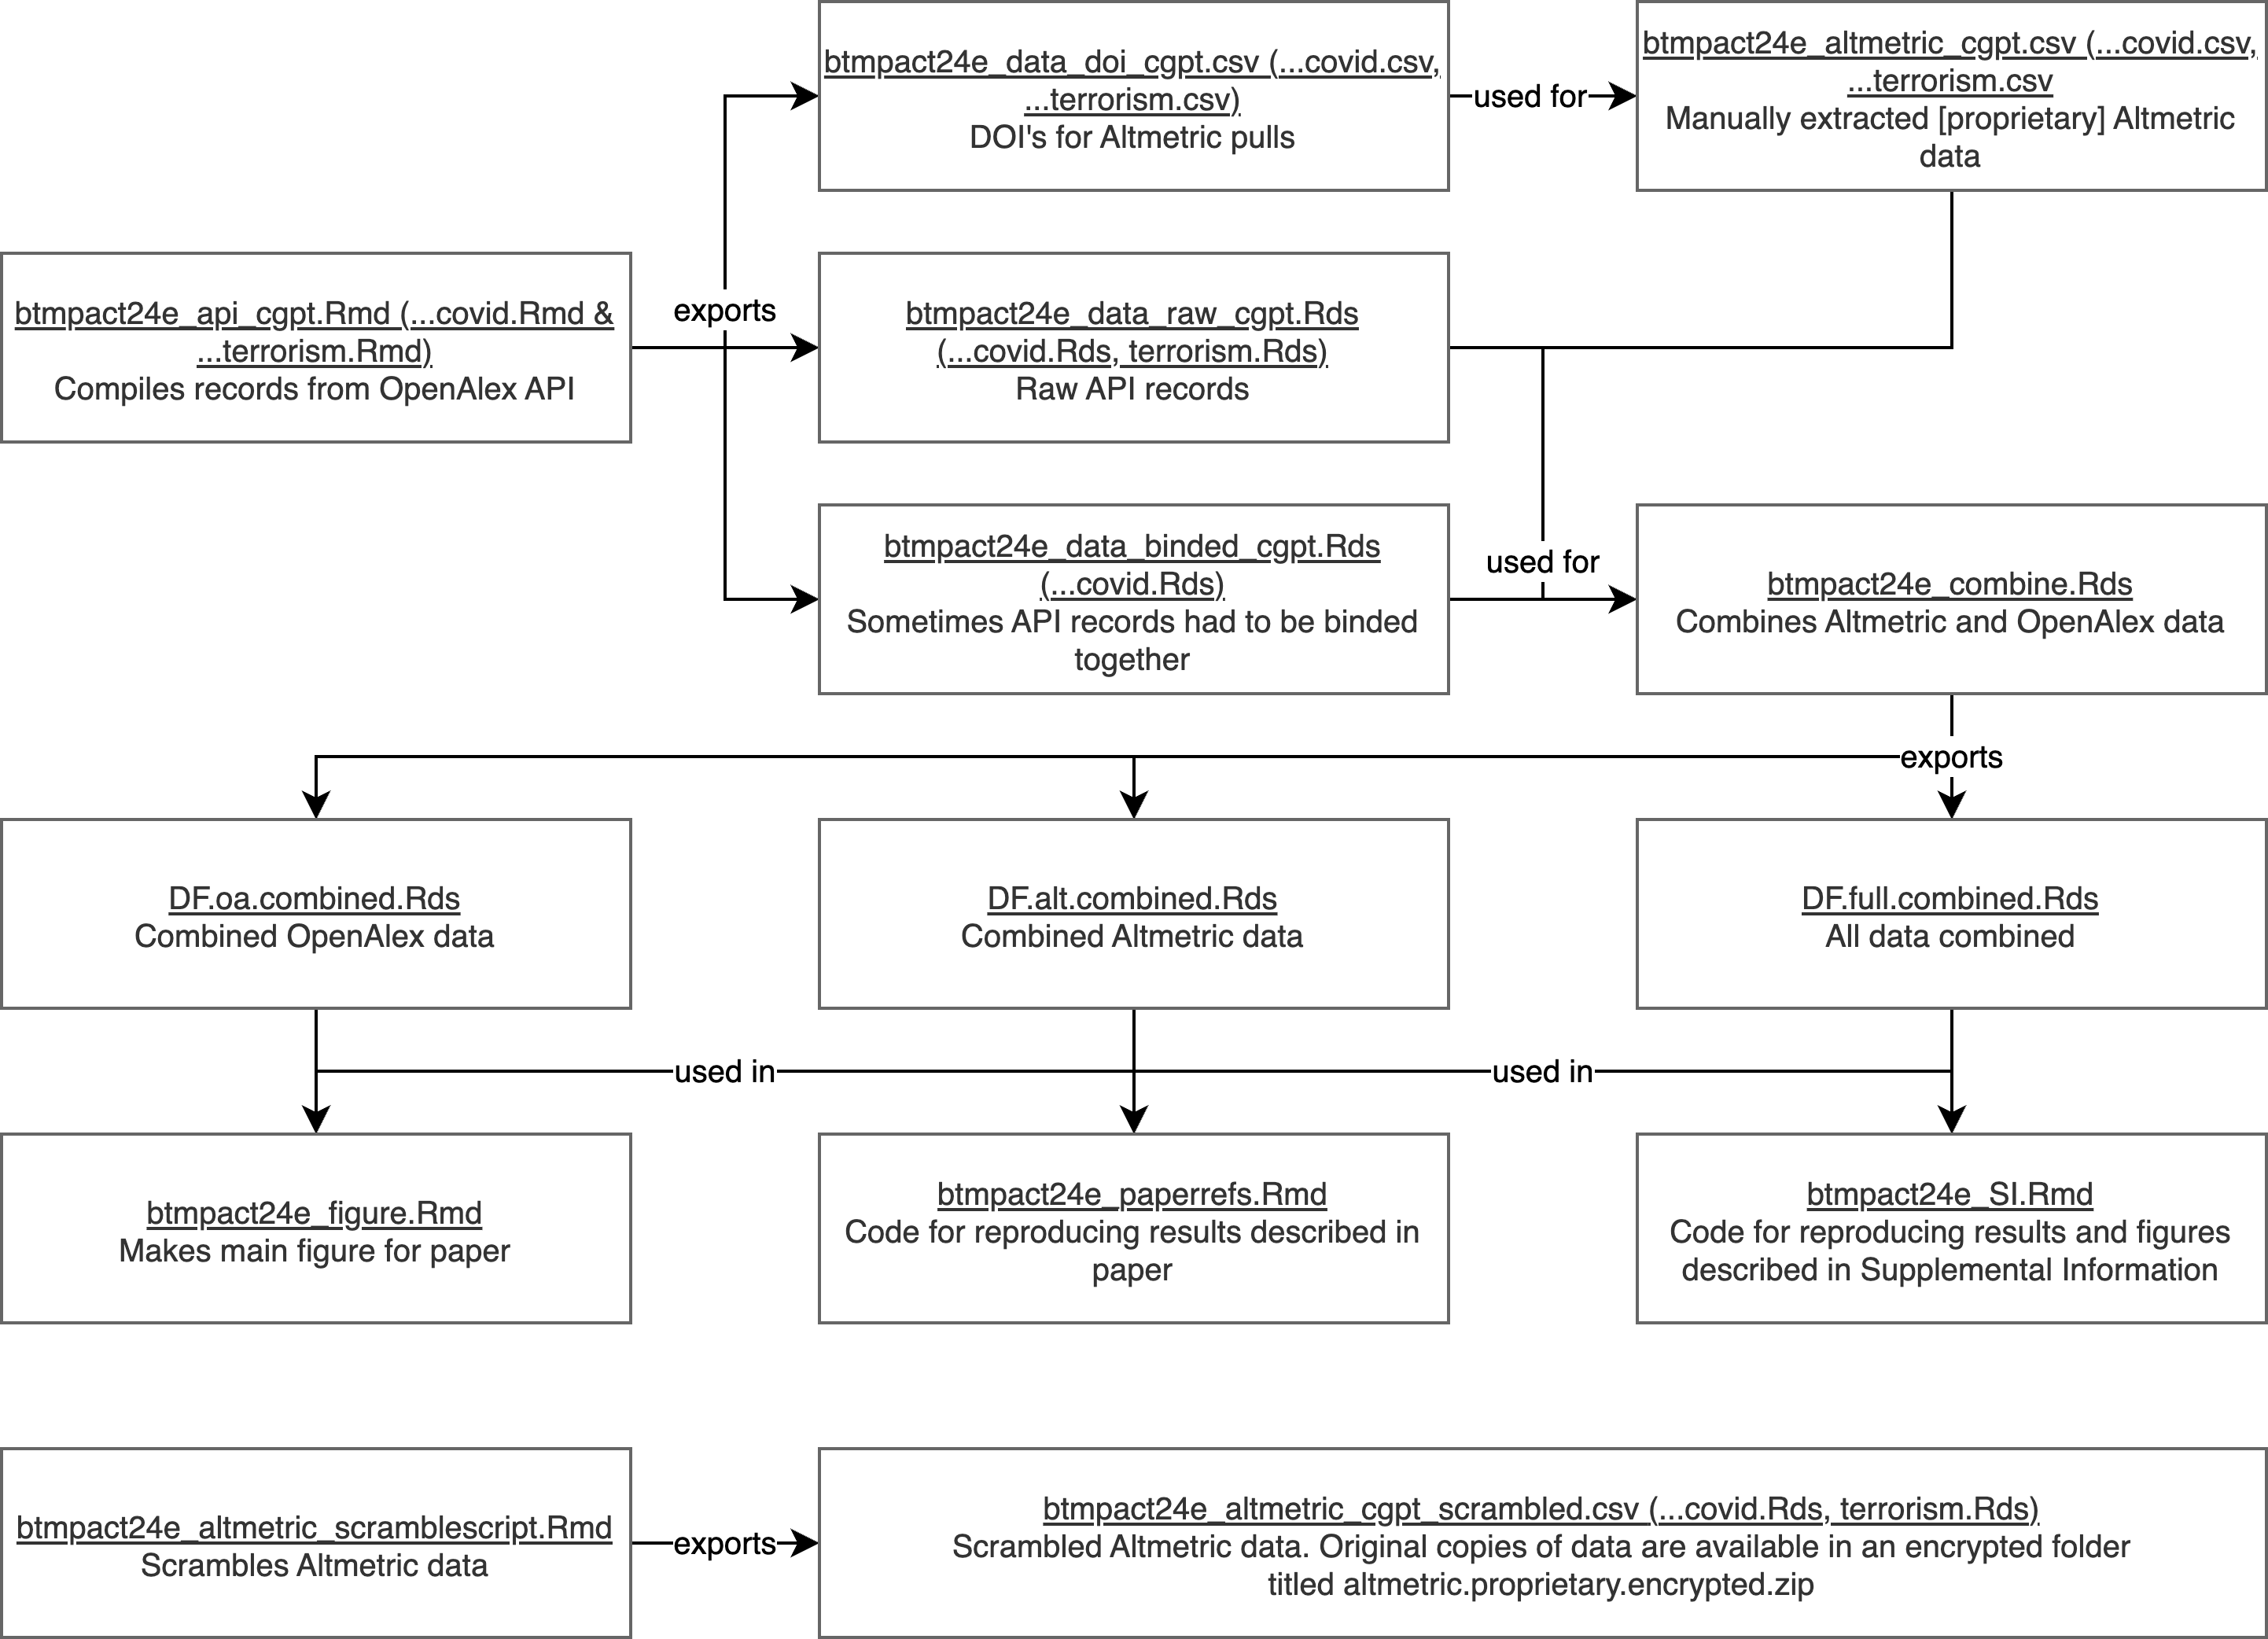 btmpact24e_data_doi_cgpt.csv (...covid.csv,
...terrorism.csv)
DOI's for Altmetric pulls
used for
btmpact24e_altmetric_cgpt.csv (...covid.csv,
...terrorism.csv
Manually extracted [proprietary] Altmetric
data
btmpact24e_api_cgpt.Rmd (...covid.Rmd &
...terrorism.Rmd)
Compiles records from OpenAlex API
exports
btmpact24e_data_raw_cgpt.Rds
(...covid.Rds, terrorism.Rds)
Raw API records
btmpact24e_data_binded_cgpt.Rds
(...covid.Rds)
Sometimes API records had to be binded
together
used for
btmpact24e_combine.Rds
Combines Altmetric and OpenAlex data
exports
DF.oa.combined.Rds
Combined OpenAlex data
DF.alt.combined.Rds
Combined Altmetric data
DF.full.combined.Rds
All data combined
used in
used in
btmpact24e_figure.Rmd
Makes main figure for paper
btmpact24e_paperrefs.Rmd
Code for reproducing results described in
paper
btmpact24e_SI.Rmd
Code for reproducing results and figures
described in Supplemental Information
btmpact24e_altmetric_scramblescript.Rmd
Scrambles Altmetric data
exports
btmpact24e_altmetric_cgpt_scrambled.csv (...covid.Rds, terrorism.Rds)
Scrambled Altmetric data. Original copies of data are available in an encrypted folder
titled altmetric.proprietary.encrypted.zip